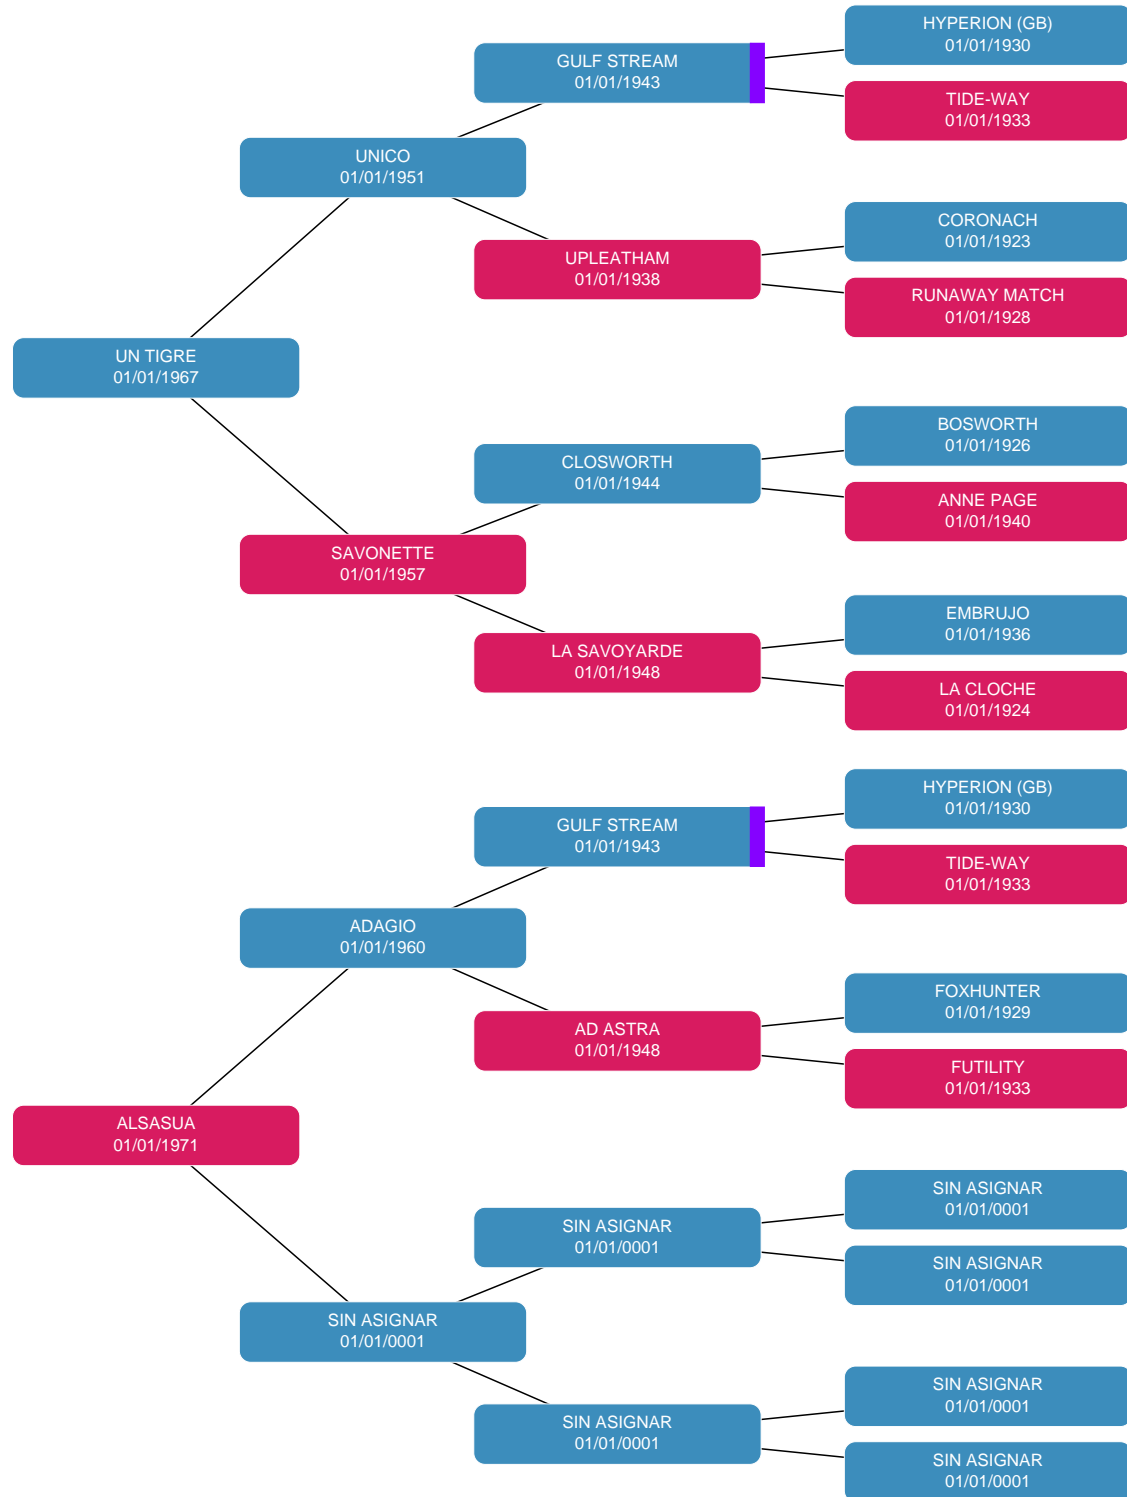 HYPERION (GB)
01/01/1930
GULF STREAM
01/01/1943
TIDE-WAY
01/01/1933
UNICO
01/01/1951
CORONACH
01/01/1923
UPLEATHAM
01/01/1938
RUNAWAY MATCH
01/01/1928
UN TIGRE
01/01/1967
BOSWORTH
01/01/1926
CLOSWORTH
01/01/1944
ANNE PAGE
01/01/1940
SAVONETTE
01/01/1957
EMBRUJO
01/01/1936
LA SAVOYARDE
01/01/1948
LA CLOCHE
01/01/1924
HYPERION (GB)
01/01/1930
GULF STREAM
01/01/1943
TIDE-WAY
01/01/1933
ADAGIO
01/01/1960
FOXHUNTER
01/01/1929
AD ASTRA
01/01/1948
FUTILITY
01/01/1933
ALSASUA
01/01/1971
SIN ASIGNAR
01/01/0001
SIN ASIGNAR
01/01/0001
SIN ASIGNAR
01/01/0001
SIN ASIGNAR
01/01/0001
SIN ASIGNAR
01/01/0001
SIN ASIGNAR
01/01/0001
SIN ASIGNAR
01/01/0001